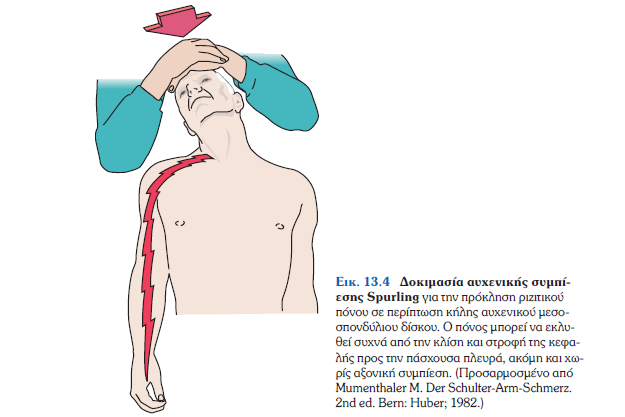 Εικ. 13.4 Δοκιμασία αυχενικής συμπί-
εσης Spurling για την πρόκληση ριζιτικού
πόνου σε περίπτωση κήλης αυχενικού μεσο-
σπονδύλιου δίσκου. Ο πόνος μπορεί να εκλυ-
θεί συχνά από την κλίση και στροφή της κεφα-
λής προς την πάσχουσα πλευρά, ακόμη και χω-
ρίς αξονική συμπίεση. (Προσαρμοσμένο από
Mumenthaler M. Der Schulter-Arm-Schmerz.
2nd ed. Bern: Huber; 1982.)